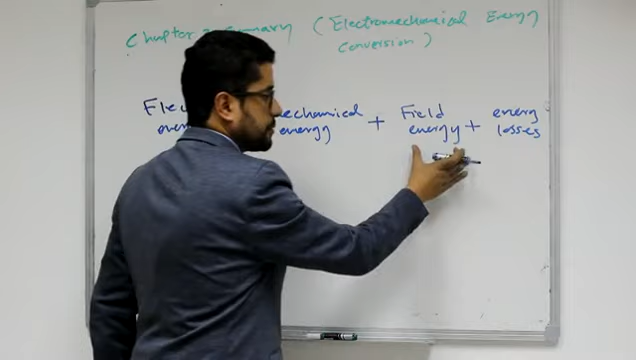 Chapter Summary ( Electromechanical Energy
conversion )
mechanical + Field energy
energy energy + losses